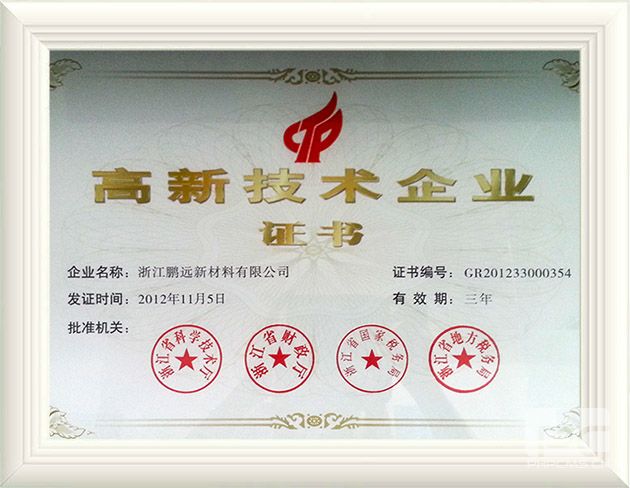 高新技术企业
证书
企业名称：浙江鹏远新材料有限公司
证书编号：GR201233000354
发证时间：2012年11月5日
有效期：三年
批准机关：
浙江省科学技术厅
浙江省财政厅
浙江省国家税务局
浙江省地方税务局